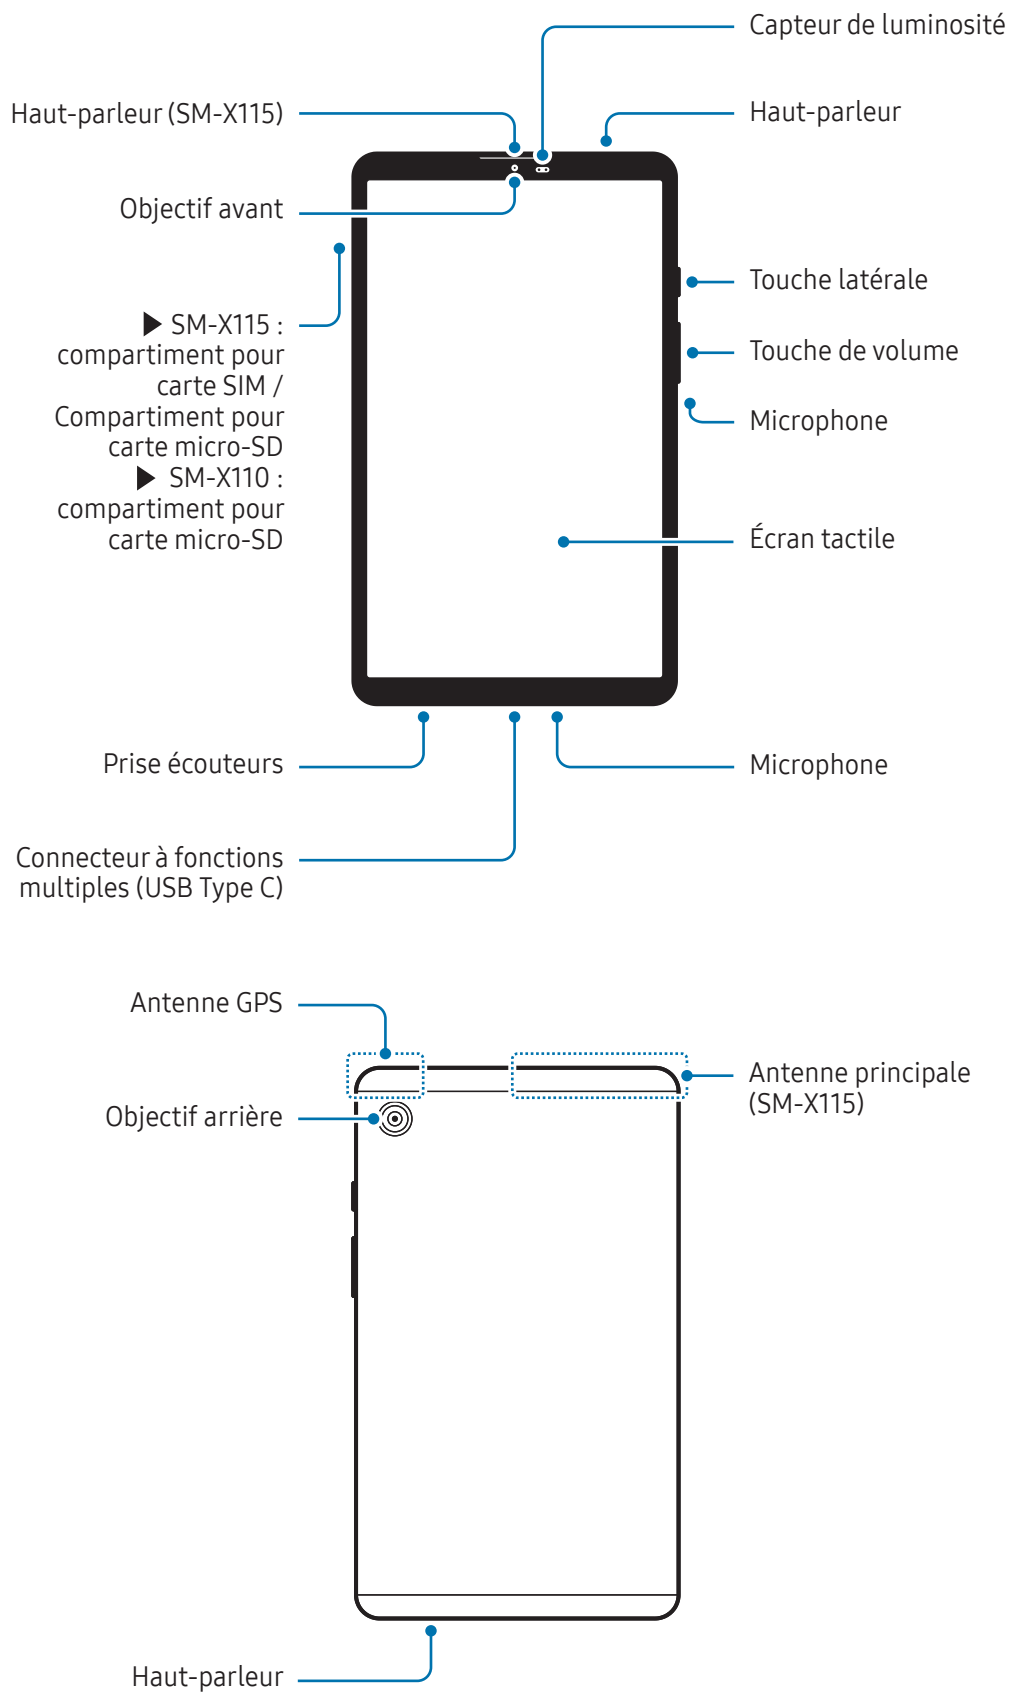 Capteur de luminosité
Haut-parleur (SM-X115)
Haut-parleur
Objectif avant
Touche latérale
▶ SM-X115 :
compartiment pour
carte SIM /
Compartiment pour
carte micro-SD
▶ SM-X110 :
compartiment pour
carte micro-SD
Touche de volume
Microphone
Écran tactile
Prise écouteurs
Microphone
Connecteur à fonctions
multiples (USB Type C)
Antenne GPS
Antenne principale
(SM-X115)
Objectif arrière
Haut-parleur